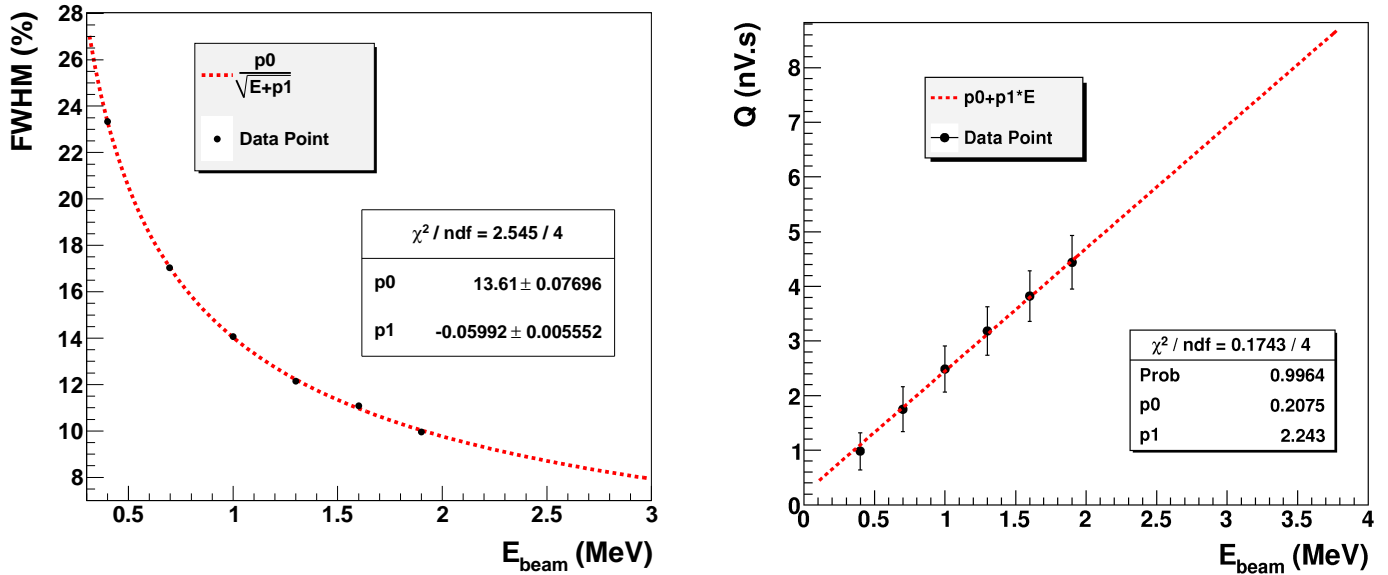 FWHM (%)
28
26
24
22
20
18
16
14
12
10
8
p0
√E+p1
Data Point
χ² / ndf = 2.545 / 4
p0 13.61 ± 0.07696
p1 -0.05992 ± 0.005552
0.5 1 1.5 2 2.5 3
E_beam (MeV)
Q (nV.s)
8
7
6
5
4
3
2
1
0
p0+p1*E
Data Point
χ² / ndf = 0.1743 / 4
Prob 0.9964
p0 0.2075
p1 2.243
0 0.5 1 1.5 2 2.5 3 3.5 4
E_beam (MeV)